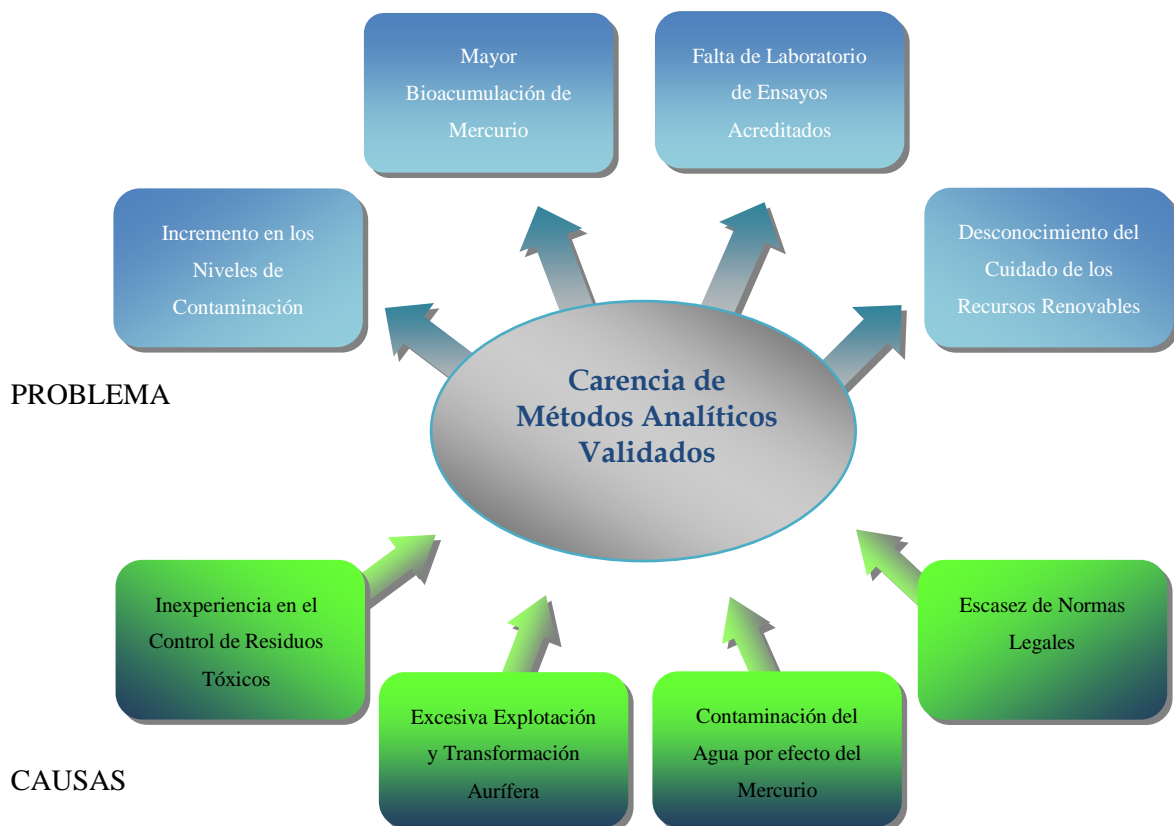 Mayor
Bioacumulación de
Mercurio
Falta de Laboratorio
de Ensayos
Acreditados
Incremento en los
Niveles de
Contaminación
Desconocimiento del
Cuidado de los
Recursos Renovables
PROBLEMA
Carencia de
Métodos Analíticos
Validados
Inexperiencia en el
Control de Residuos
Tóxicos
Excesiva Explotación
y Transformación
Aurífera
Contaminación del
Agua por efecto del
Mercurio
Escasez de Normas
Legales
CAUSAS